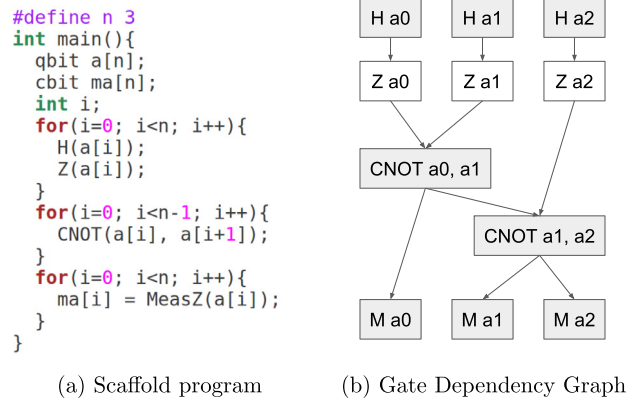 #define n 3
int main(){
qbit a[n];
cbit ma[n];
int i;
for(i=0; i<n; i++){
H(a[i]);
Z(a[i]);
}
for(i=0; i<n-1; i++){
CNOT(a[i], a[i+1]);
}
for(i=0; i<n; i++){
ma[i] = MeasZ(a[i]);
}
}
(a) Scaffold program
H a0 H a1 H a2
Z a0 Z a1 Z a2
CNOT a0, a1
CNOT a1, a2
M a0 M a1 M a2
(b) Gate Dependency Graph